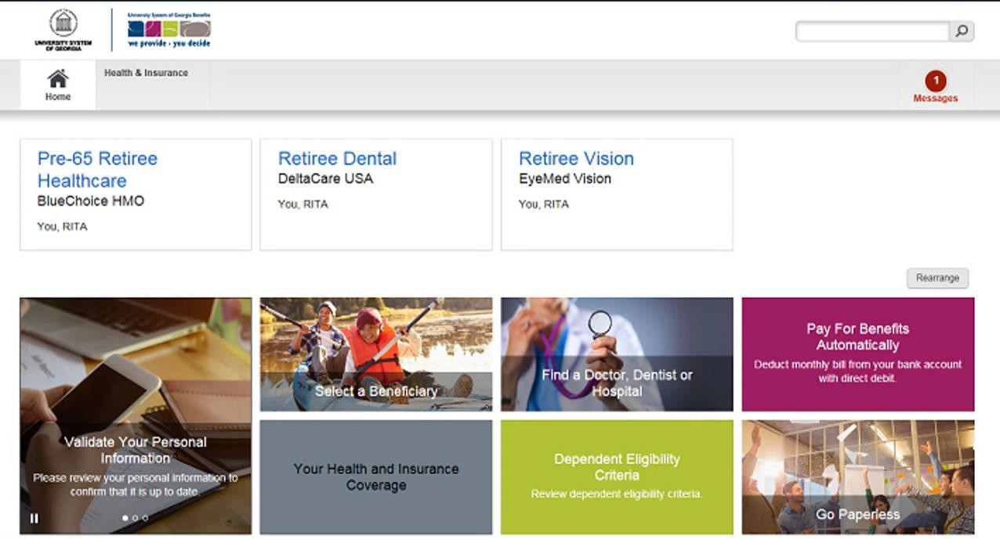 University System of Georgia Benefits
UNIVERSITY SYSTEM
OF GEORGIA
we provide • you decide
Home
Health & Insurance
1
Messages
Pre-65 Retiree
Healthcare
BlueChoice HMO
You, RITA
Retiree Dental
DeltaCare USA
You, RITA
Retiree Vision
EyeMed Vision
You, RITA
Rearrange
Validate Your Personal
Information
Please review your personal information to
confirm that it is up to date.
Select a Beneficiary
Find a Doctor, Dentist or
Hospital
Pay For Benefits
Automatically
Deduct monthly bill from your bank account
with direct debit.
Your Health and Insurance
Coverage
Dependent Eligibility
Criteria
Review dependent eligibility criteria.
Go Paperless